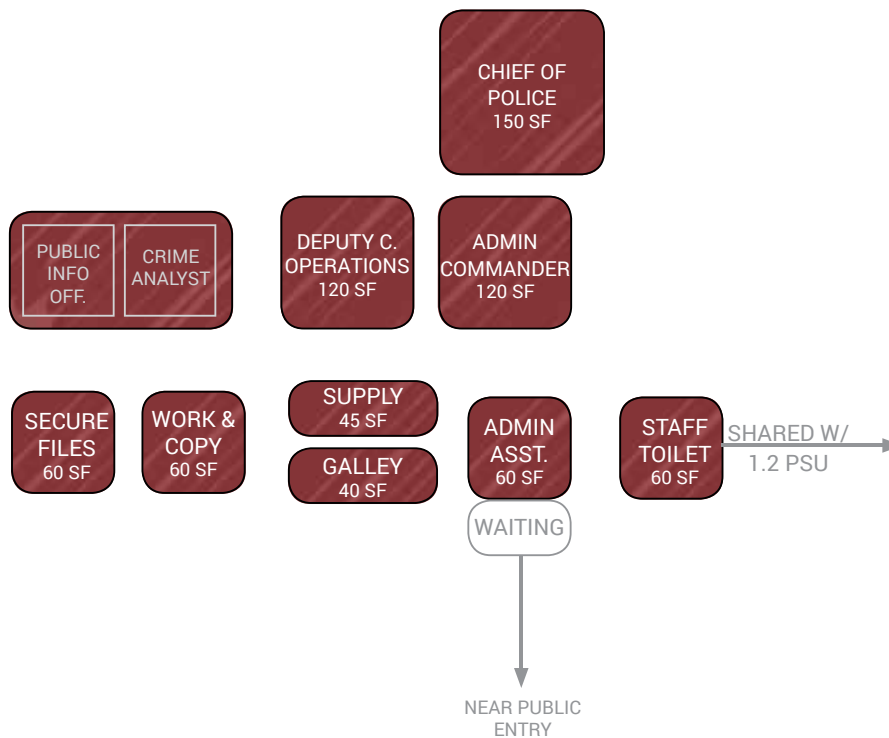 CHIEF OF
POLICE
150 SF
PUBLIC
INFO
OFF.
CRIME
ANALYST
DEPUTY C.
OPERATIONS
120 SF
ADMIN
COMMANDER
120 SF
SECURE
FILES
60 SF
WORK &
COPY
60 SF
SUPPLY
45 SF
GALLEY
40 SF
ADMIN
ASST.
60 SF
WAITING
STAFF
TOILET
60 SF
SHARED W/
1.2 PSU
NEAR PUBLIC
ENTRY